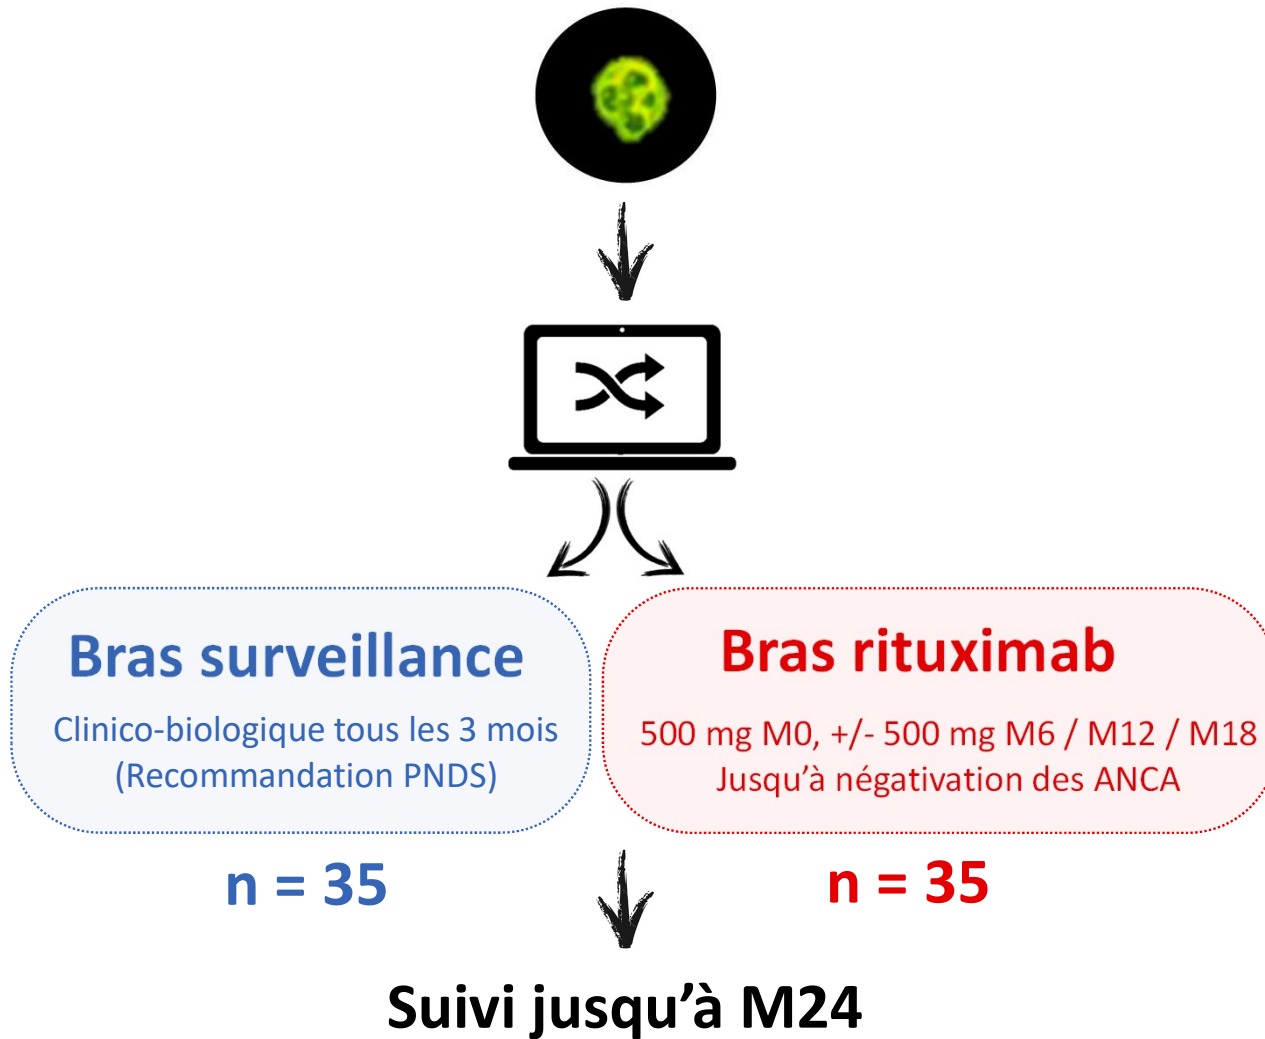 Bras surveillance
Clinico-biologique tous les 3 mois
(Recommandation PNDS)
n = 35
Bras rituximab
500 mg M0, +/- 500 mg M6 / M12 / M18
Jusqu’à négativation des ANCA
n = 35
Suivi jusqu’à M24